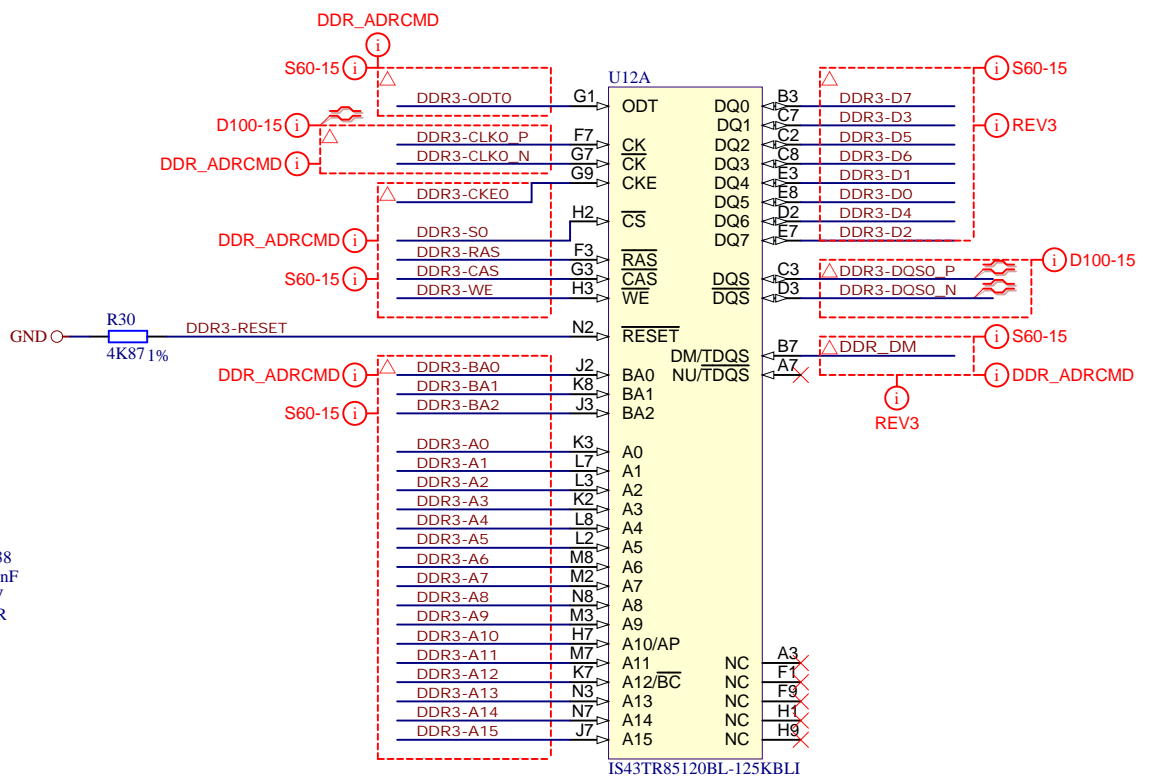 DDR_ADRCMD
S60-15
D100-15
DDR_ADRCMD
DDR_ADRCMD
S60-15
U12A
DDR3-ODT0 G1 ODT
DDR3-CLK0_P F7 CK
DDR3-CLK0_N G7 CK
DDR3-CKE0 G9 CKE
DDR3-S0 H2 CS
DDR3-RAS F3 RAS
DDR3-CAS G3 CAS
DDR3-WE H3 WE
GND R30 DDR3-RESET N2 RESET
4K87 1%
DDR_ADRCMD
S60-15
DDR3-BA0 J2 BA0
DDR3-BA1 K8 BA1
DDR3-BA2 J3 BA2
DDR3-A0 K3 A0
DDR3-A1 L7 A1
DDR3-A2 L3 A2
DDR3-A3 K2 A3
DDR3-A4 L8 A4
DDR3-A5 L2 A5
DDR3-A6 M8 A6
DDR3-A7 M2 A7
DDR3-A8 N8 A8
DDR3-A9 M3 A9
DDR3-A10 H7 A10/AP
DDR3-A11 M7 A11
DDR3-A12 K7 A12/BC
DDR3-A13 N3 A13
DDR3-A14 N7 A14
DDR3-A15 J7 A15
nF
R
DQ0 B3 DDR3-D7
DQ1 C7 DDR3-D3
DQ2 C2 DDR3-D5
DQ3 C8 DDR3-D6
DQ4 E3 DDR3-D1
DQ5 E8 DDR3-D0
DQ6 D2 DDR3-D4
DQ7 E7 DDR3-D2
S60-15
REV3
DQS C3 DDR3-DQS0_P
DQS D3 DDR3-DQS0_N
D100-15
DM/TDQS B7 DDR_DM
NU/TDQS A7
S60-15
DDR_ADRCMD
REV3
NC A3
NC F1
NC F9
NC H1
NC H9
IS43TR85120BL-125KBLI